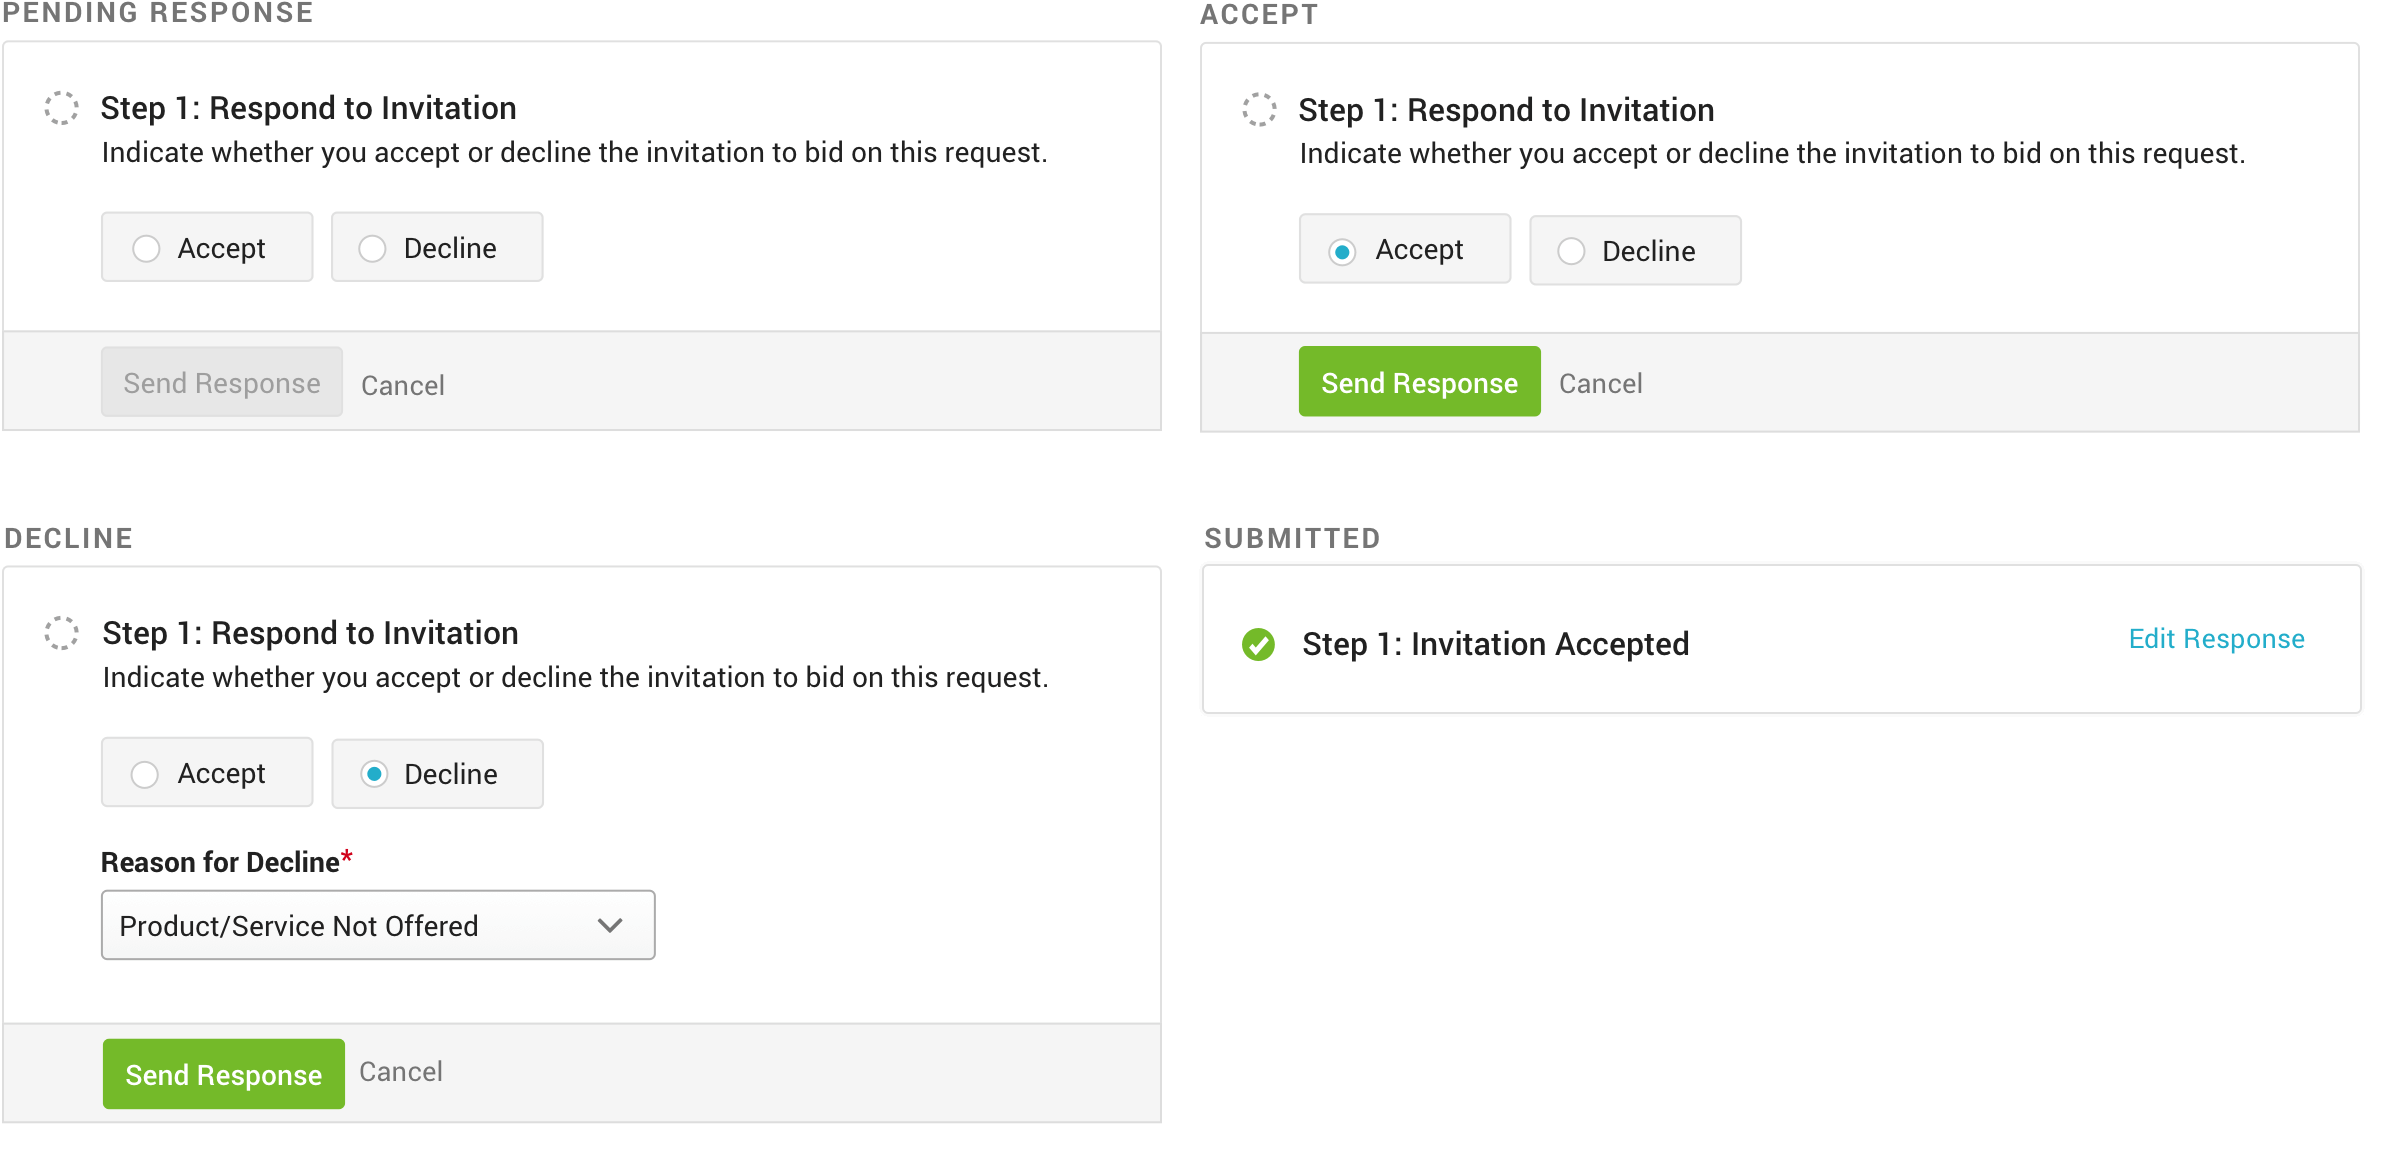 PENDING RESPONSE
Step 1: Respond to Invitation
Indicate whether you accept or decline the invitation to bid on this request.
Accept
Decline
Send Response
Cancel
ACCEPT
Step 1: Respond to Invitation
Indicate whether you accept or decline the invitation to bid on this request.
Accept
Decline
Send Response
Cancel
DECLINE
Step 1: Respond to Invitation
Indicate whether you accept or decline the invitation to bid on this request.
Accept
Decline
Reason for Decline*
Product/Service Not Offered
Send Response
Cancel
SUBMITTED
Step 1: Invitation Accepted
Edit Response